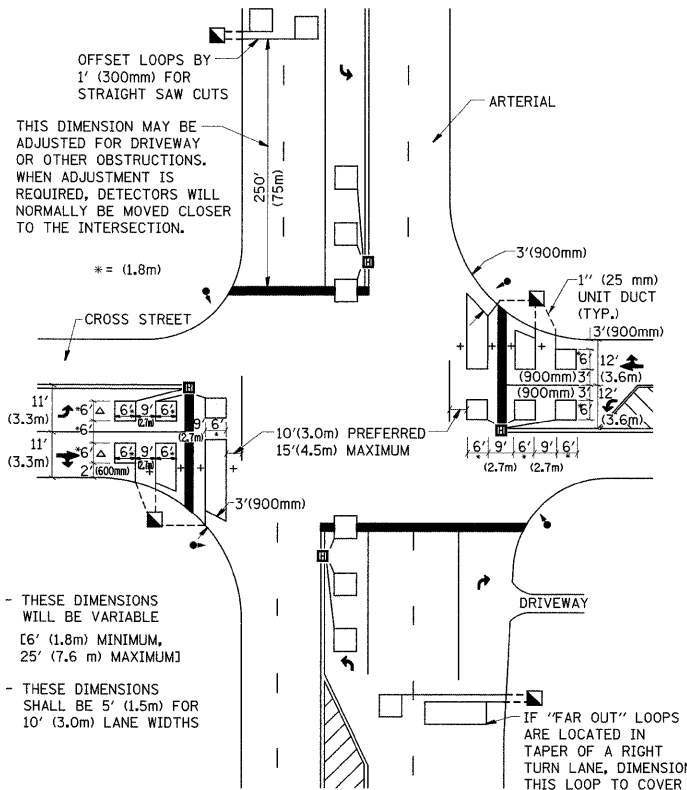 OFFSET LOOPS BY
1' (300mm) FOR
STRAIGHT SAW CUTS
ARTERIAL
THIS DIMENSION MAY BE
ADJUSTED FOR DRIVEWAY
OR OTHER OBSTRUCTIONS.
WHEN ADJUSTMENT IS
REQUIRED, DETECTORS WILL
NORMALLY BE MOVED CLOSER
TO THE INTERSECTION.
250'
(75m)
* = (1.8m)
3'(900mm)
1" (25 mm)
UNIT DUCT
(TYP.)
3'(900mm)
CROSS STREET
*6'
12'
(3.6m)
(900mm) 3'
(900mm) 3'
12'
*6'
(3.6m)
11'
(3.3m)
*6'
6'* 9' 6'*
(2.7m)
9' 6'
(2.7m) *
*6'
11'
(3.3m)
*6'
6'* 9' 6'*
(2.7m)
2' (600mm)
10'(3.0m) PREFERRED
15'(4.5m) MAXIMUM
6' 9' 6' 9' 6'
* * *
(2.7m) (2.7m)
3'(900mm)
- THESE DIMENSIONS
WILL BE VARIABLE
[6' (1.8m) MINIMUM,
25' (7.6 m) MAXIMUM]
- THESE DIMENSIONS
SHALL BE 5' (1.5m) FOR
10' (3.0m) LANE WIDTHS
DRIVEWAY
IF "FAR OUT" LOOPS
ARE LOCATED IN
TAPER OF A RIGHT
TURN LANE, DIMENSION
THIS LOOP TO COVER